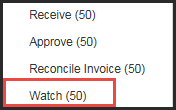 Receive (50)
Approve (50)
Reconcile Invoice (50)
Watch (50)